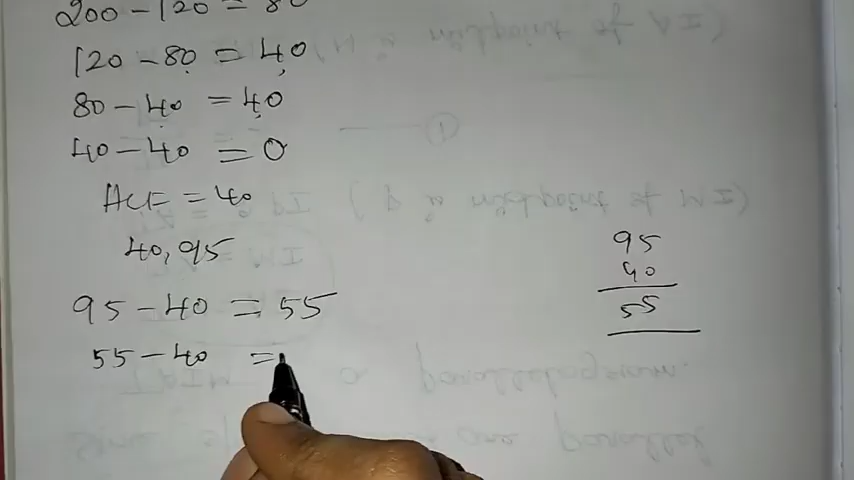 200 - 120 = 80
120 - 80 = 40
80 - 40 = 40
40 - 40 = 0
HCF = 40
40, 95
95 - 40 = 55
55 - 40 =
95
40
55